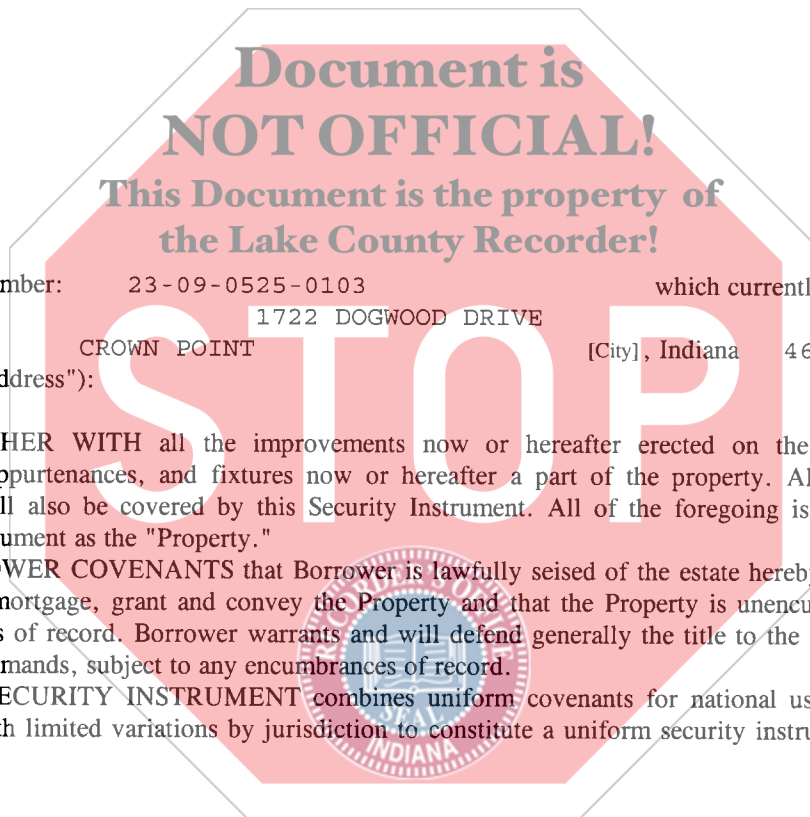 Document is
NOT OFFICIAL!
This Document is the property of
the Lake County Recorder!
mber: 23-09-0525-0103 which currentl
1722 DOGWOOD DRIVE
CROWN POINT [City], Indiana 46
ddress"):
STOP
HER WITH all the improvements now or hereafter erected on the
ppurtenances, and fixtures now or hereafter a part of the property. Al
ll also be covered by this Security Instrument. All of the foregoing is
ument as the "Property."
OWER COVENANTS that Borrower is lawfully seised of the estate hereb
mortgage, grant and convey the Property and that the Property is unencu
s of record. Borrower warrants and will defend generally the title to the
mands, subject to any encumbrances of record.
ECURITY INSTRUMENT combines uniform covenants for national us
th limited variations by jurisdiction to constitute a uniform security instru
RECORDER'S OFFICE
SEAL
INDIANA